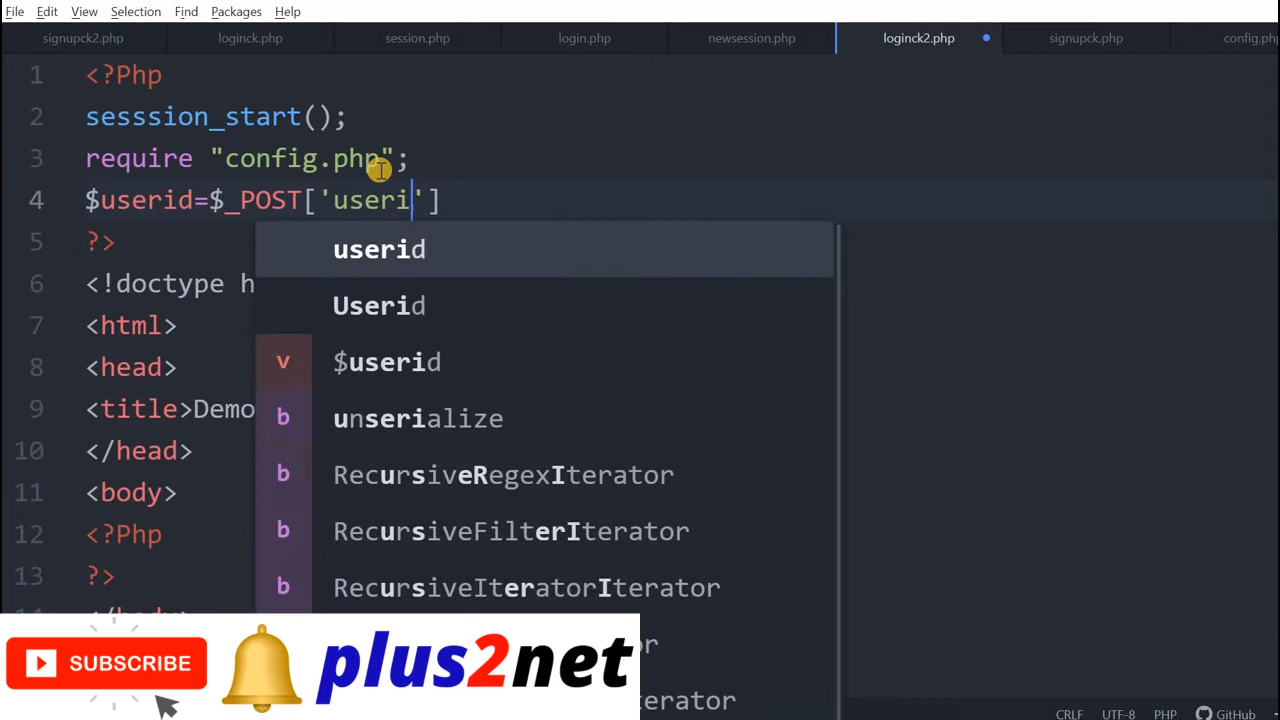 File Edit View Selection Find Packages Help
signupck2.php loginck.php session.php login.php newsession.php loginck2.php signupck.php config.php
1 <?Php
2 sesssion_start();
3 require "config.php";
4 $userid=$_POST['useri']
5 ?>
userid
6 <!doctype h
Userid
7 <html>
8 <head>
v $userid
9 <title>Demo
b unserialize
10 </head>
b RecursiveRegexIterator
11 <body>
12 <?Php
b RecursiveFilterIterator
13 ?>
b RecursiveIteratorIterator
</body>
SUBSCRIBE
plus2net
CRLF UTF-8 PHP GitHub